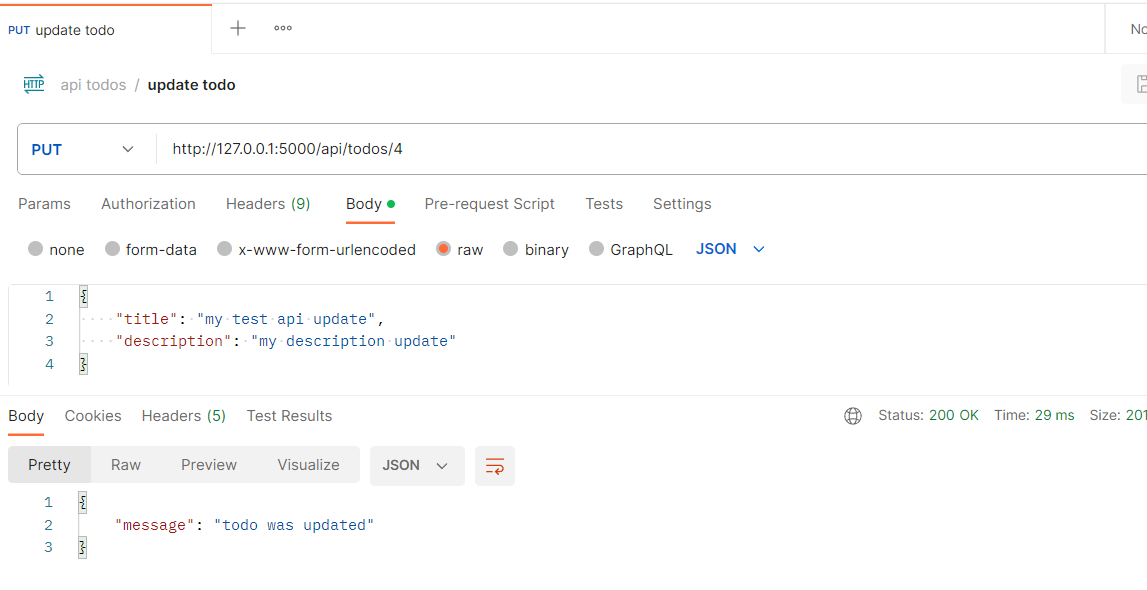 PUT update todo No
HTTP api todos / update todo
PUT http://127.0.0.1:5000/api/todos/4
Params Authorization Headers (9) Body Pre-request Script Tests Settings
none form-data x-www-form-urlencoded raw binary GraphQL JSON
1 {
2 "title": "my test api update",
3 "description": "my description update"
4 }
Body Cookies Headers (5) Test Results Status: 200 OK Time: 29 ms Size: 201
Pretty Raw Preview Visualize JSON
1 {
2 "message": "todo was updated"
3 }